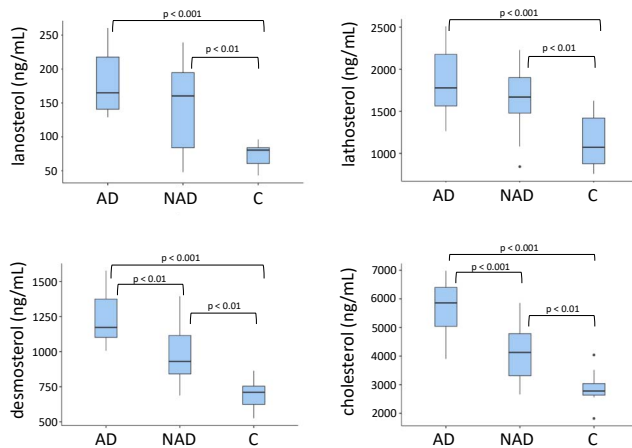 p < 0.001
p < 0.01
lanosterol (ng/mL)
250
200
150
100
50
AD NAD C
p < 0.001
p < 0.01
lathosterol (ng/mL)
2500
2000
1500
1000
AD NAD C
p < 0.001
p < 0.01
p < 0.01
desmosterol (ng/mL)
1500
1250
1000
750
500
AD NAD C
p < 0.001
p < 0.001
p < 0.01
cholesterol (ng/mL)
7000
6000
5000
4000
3000
2000
AD NAD C